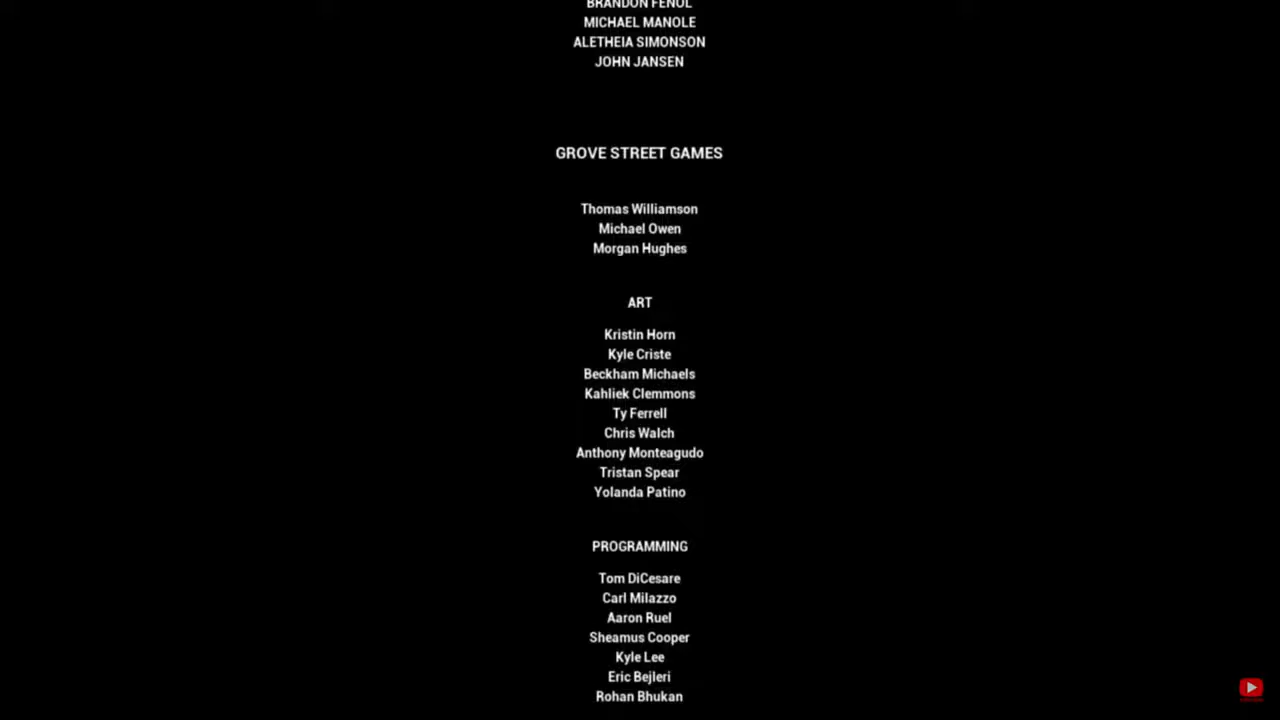 BRANDON FENOL
MICHAEL MANOLE
ALETHEIA SIMONSON
JOHN JANSEN
GROVE STREET GAMES
Thomas Williamson
Michael Owen
Morgan Hughes
ART
Kristin Horn
Kyle Criste
Beckham Michaels
Kahliek Clemmons
Ty Ferrell
Chris Walch
Anthony Monteagudo
Tristan Spear
Yolanda Patino
PROGRAMMING
Tom DiCesare
Carl Milazzo
Aaron Ruel
Sheamus Cooper
Kyle Lee
Eric Bejleri
Rohan Bhukan